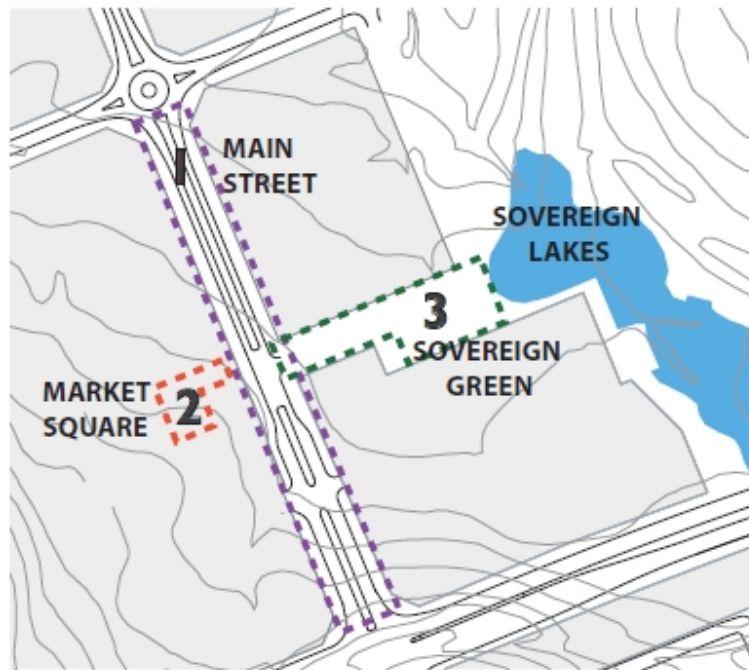 MAIN
STREET
1
SOVEREIGN
LAKES
3
SOVEREIGN
GREEN
MARKET
SQUARE
2